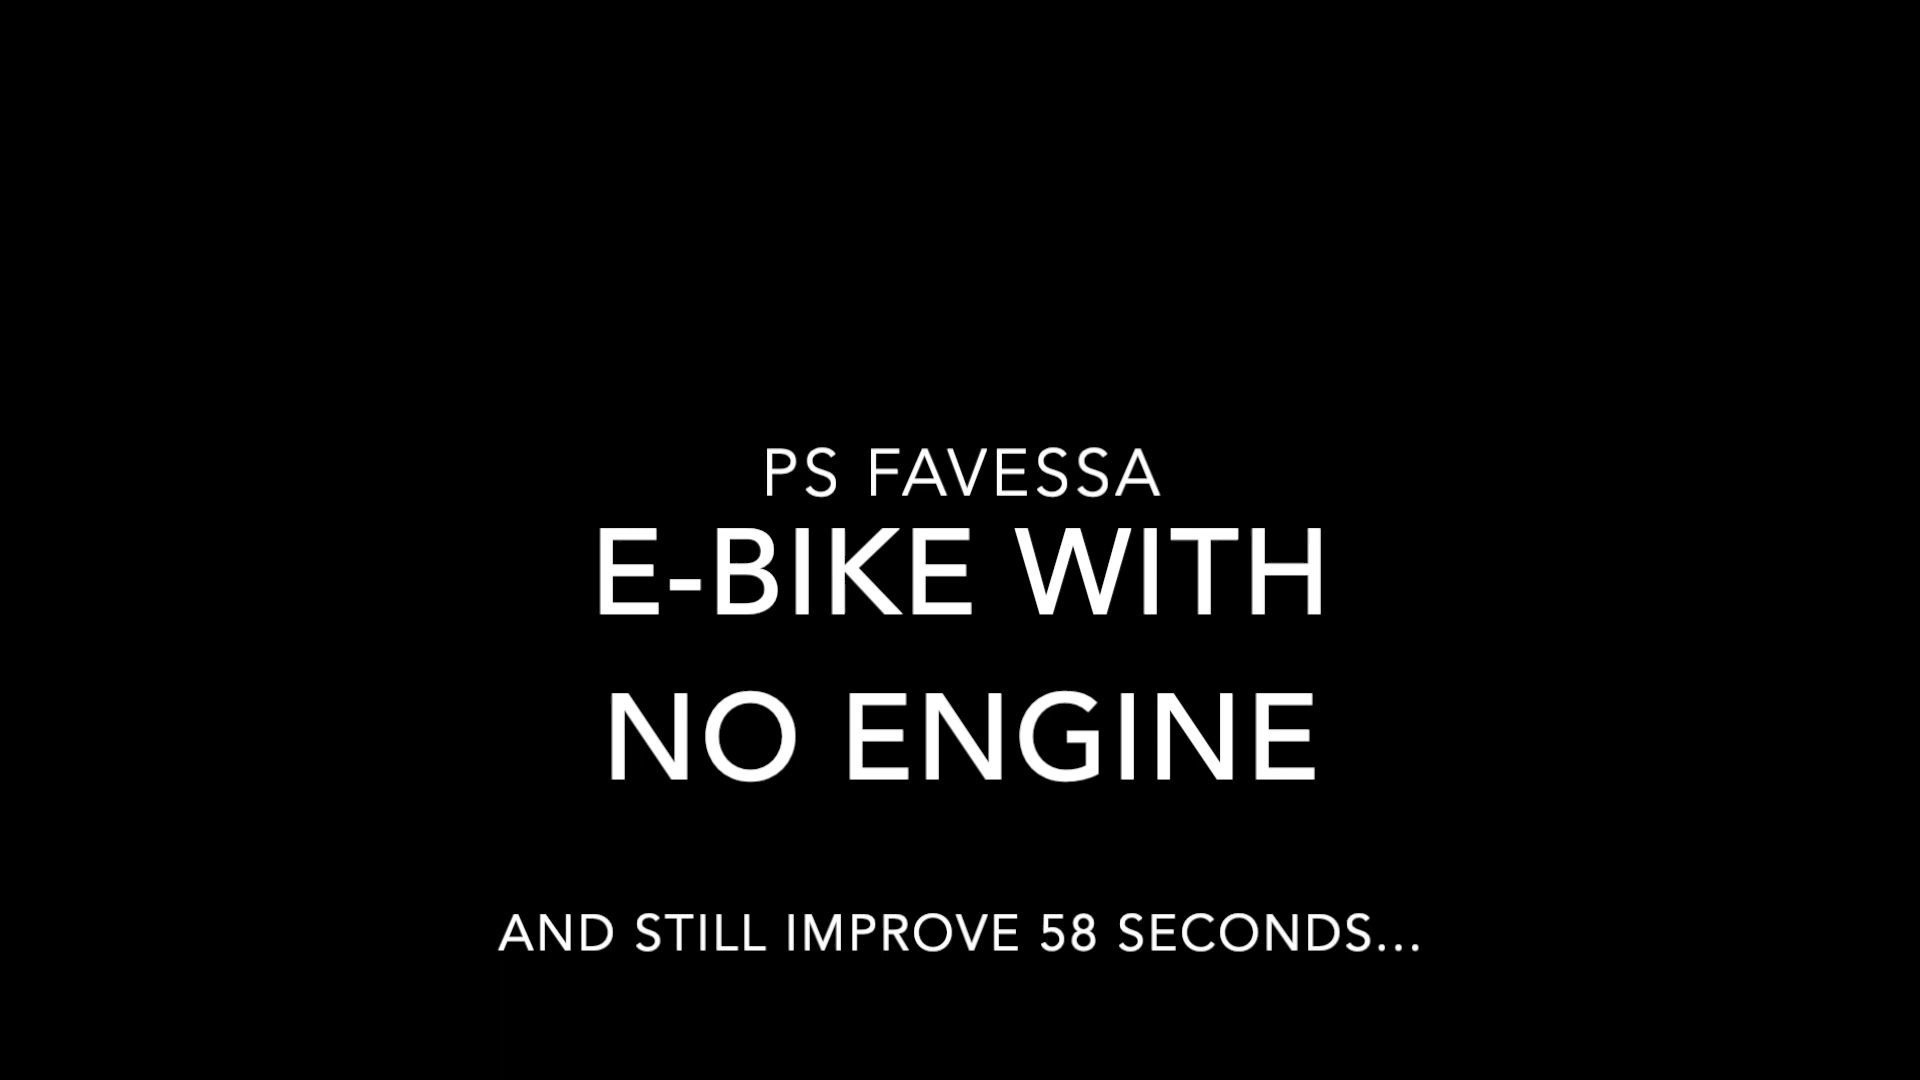 PS FAVESSA
E-BIKE WITH
NO ENGINE
AND STILL IMPROVE 58 SECONDS...